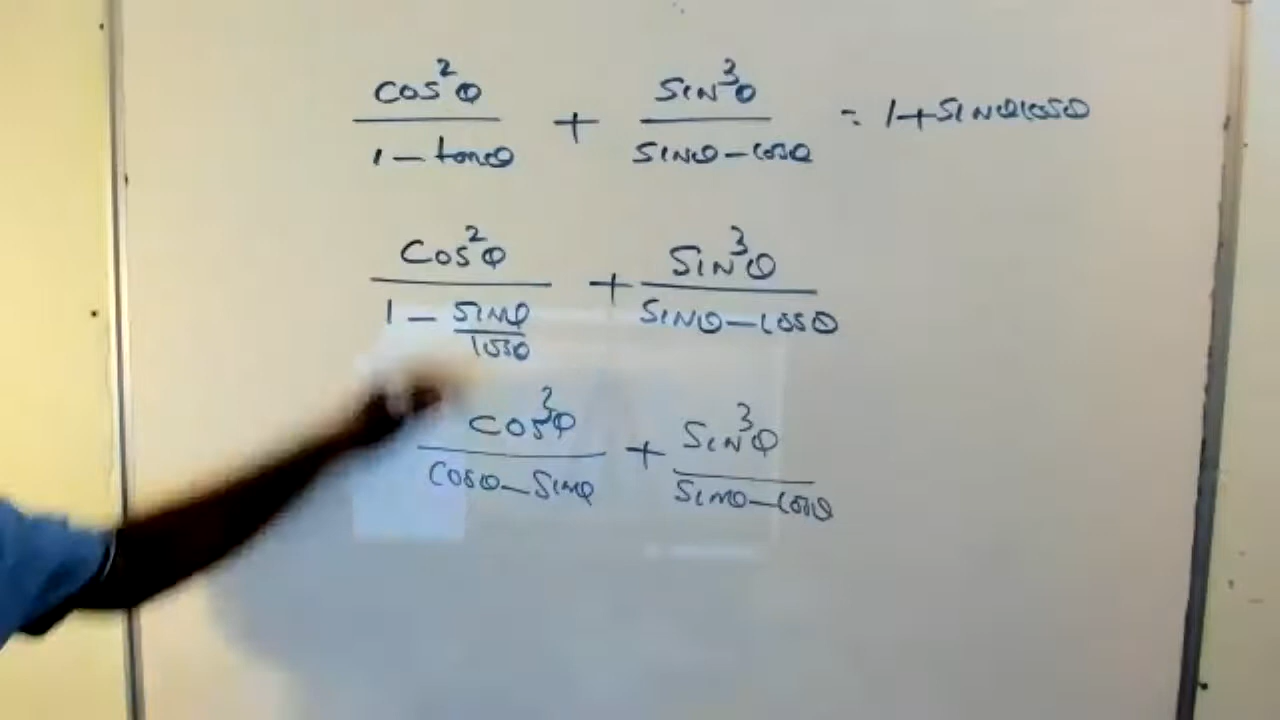 cos²θ / 1 - tanθ + sin³θ / sinθ - cosθ = 1 + sinθcosθ
cos²θ / 1 - sinθ/cosθ + sin³θ / sinθ - cosθ
cos³θ / cosθ - sinθ + sin³θ / sinθ - cosθ